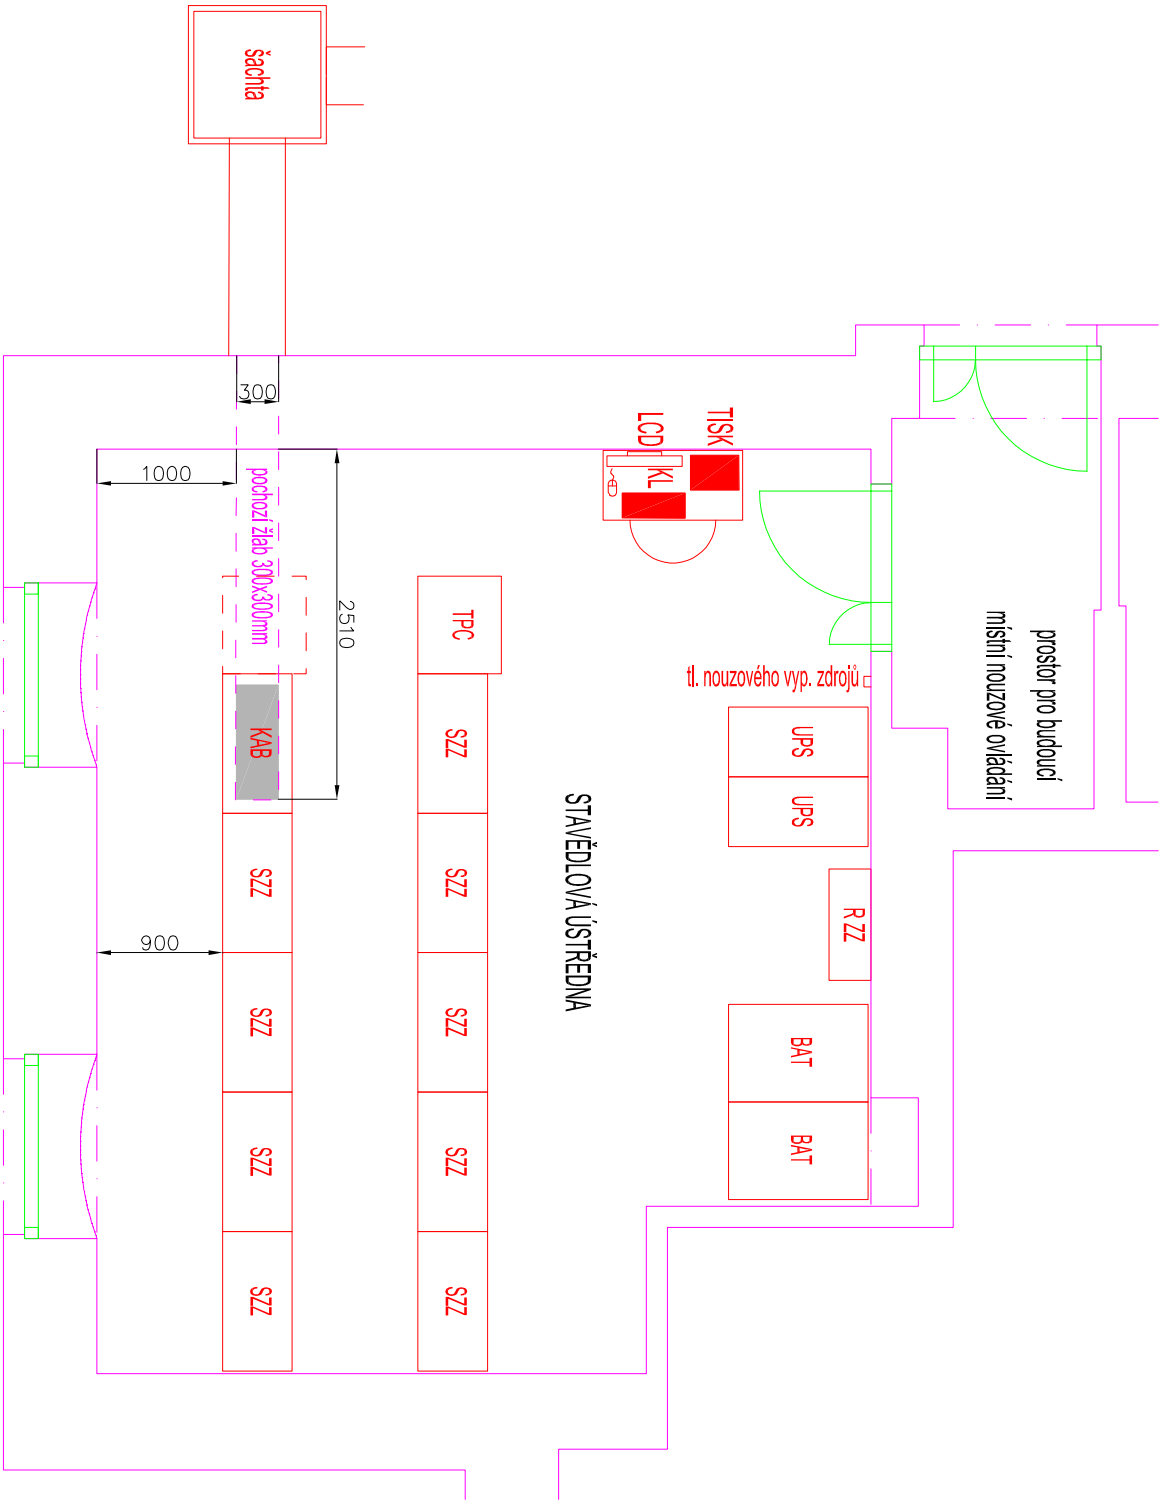 šachta
300
1000
pochozí žlab 300x300mm
2510
LCD
TISK
KL
TPC
tl. nouzového vyp. zdrojů
prostor pro budoucí
místní nouzové ovládání
KAB
SZZ
UPS
UPS
STAVĚDLOVÁ ÚSTŘEDNA
SZZ
SZZ
R ZZ
900
SZZ
SZZ
BAT
SZZ
SZZ
BAT
SZZ
SZZ